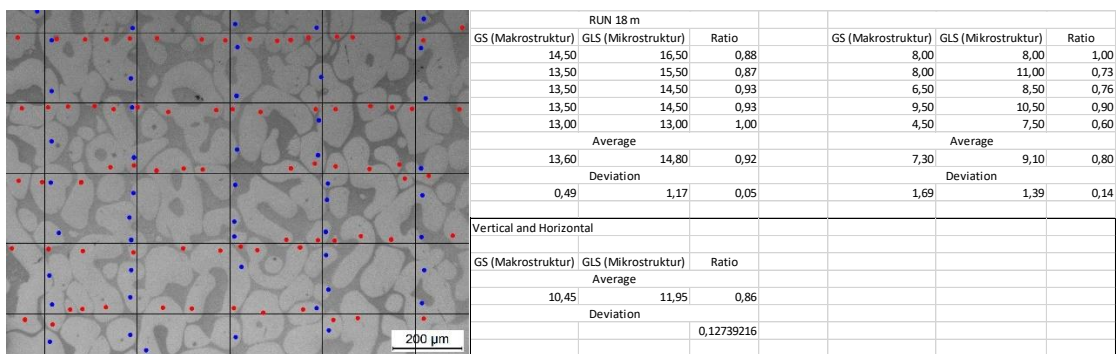 RUN 18 m
GS (Makrostruktur) GLS (Mikrostruktur) Ratio GS (Makrostruktur) GLS (Mikrostruktur) Ratio
14,50 16,50 0,88 8,00 8,00 1,00
13,50 15,50 0,87 8,00 11,00 0,73
13,50 14,50 0,93 6,50 8,50 0,76
13,50 14,50 0,93 9,50 10,50 0,90
13,00 13,00 1,00 4,50 7,50 0,60
Average Average
13,60 14,80 0,92 7,30 9,10 0,80
Deviation Deviation
0,49 1,17 0,05 1,69 1,39 0,14
Vertical and Horizontal
GS (Makrostruktur) GLS (Mikrostruktur) Ratio
Average
10,45 11,95 0,86
Deviation
0,12739216
200 µm